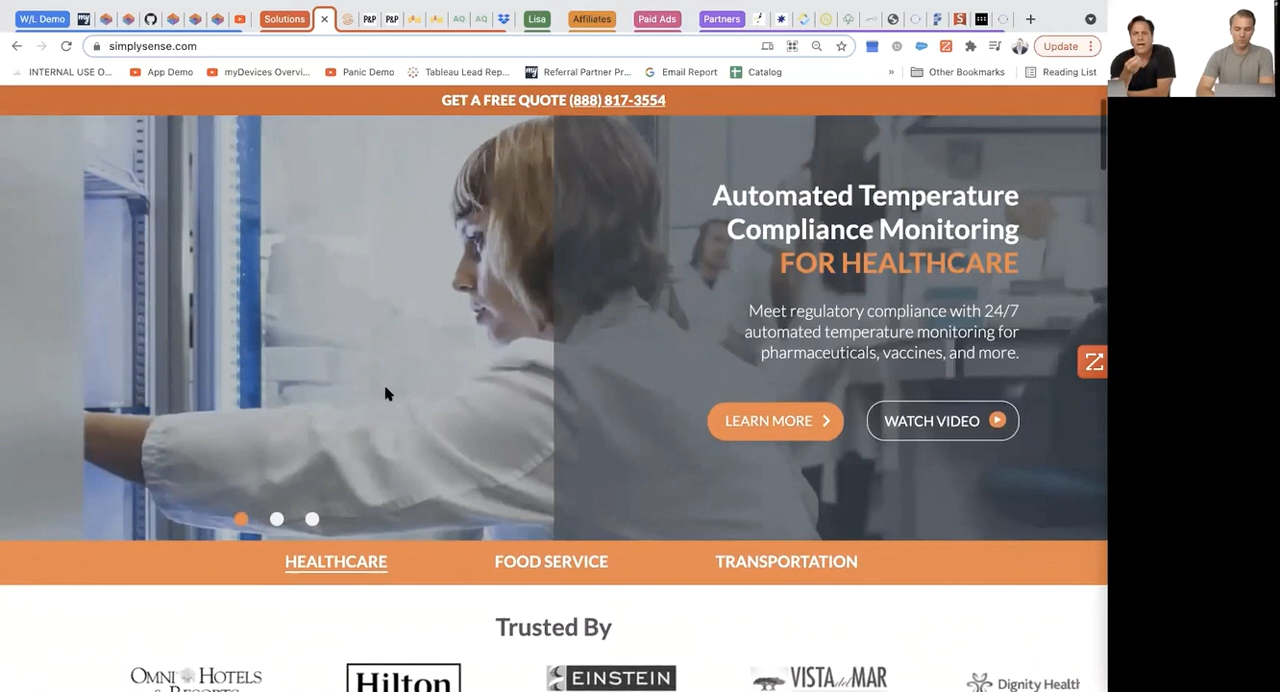 W/L Demo
Solutions
P&P
P&P
AQ
AQ
Lisa
Affiliates
Paid Ads
Partners
simplysense.com
Update
INTERNAL USE O...
App Demo
myDevices Overvi...
Panic Demo
Tableau Lead Rep...
Referral Partner Pr...
Email Report
Catalog
»
Other Bookmarks
Reading List
GET A FREE QUOTE (888) 817-3554
Automated Temperature
Compliance Monitoring
FOR HEALTHCARE
Meet regulatory compliance with 24/7
automated temperature monitoring for
pharmaceuticals, vaccines, and more.
LEARN MORE
WATCH VIDEO
HEALTHCARE
FOOD SERVICE
TRANSPORTATION
Trusted By
OMNI HOTELS
& RESORTS
Hilton
EINSTEIN
VISTA del MAR
Dignity Health